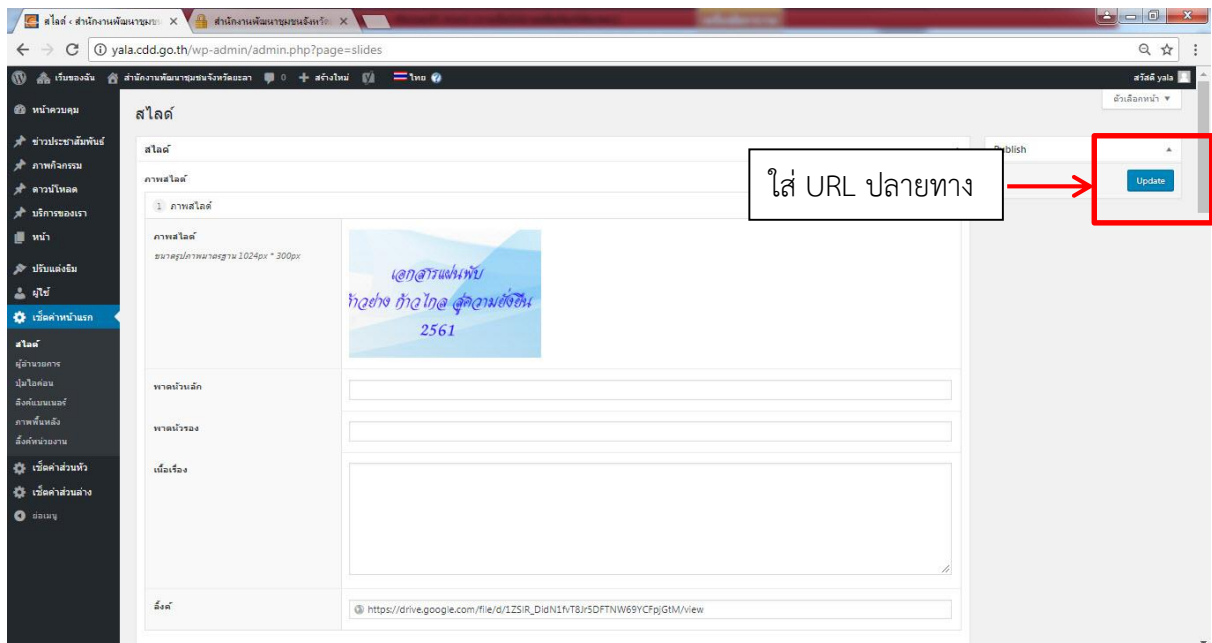 สไลด์ ‹ สำนักงานพัฒนาชุมชน
สำนักงานพัฒนาชุมชนจังหวัด
yala.cdd.go.th/wp-admin/admin.php?page=slides
เว็บของฉัน สำนักงานพัฒนาชุมชนจังหวัดยะลา 0 สร้างใหม่ ไทย
สวัสดี yala
ตัวเลือกหน้า
หน้าควบคุม
ข่าวประชาสัมพันธ์
ภาพกิจกรรม
ดาวน์โหลด
บริการของเรา
หน้า
ปรับแต่งธีม
ผู้ใช้
เซ็ตค่าหน้าแรก
สไลด์
ผู้อำนวยการ
ปุ่มไอค่อน
ลิงค์แบนเนอร์
ภาพพื้นหลัง
ลิ้งค์หน่วยงาน
เซ็ตค่าส่วนหัว
เซ็ตค่าส่วนล่าง
ย่อเมนู
สไลด์
สไลด์
ภาพสไลด์
1 ภาพสไลด์
ภาพสไลด์
ขนาดรูปภาพมาตรฐาน 1024px * 300px
เอกสารแผ่นพับ
ก้าวไกล สู่ความยั่งยืน
2561
พาดหัวหลัก
พาดหัวรอง
เนื้อเรื่อง
ลิ้งค์
https://drive.google.com/file/d/1ZSlR_DidN1fvT8Jr5DFTNW69YCFpjGtM/view
Publish
Update
ใส่ URL ปลายทาง